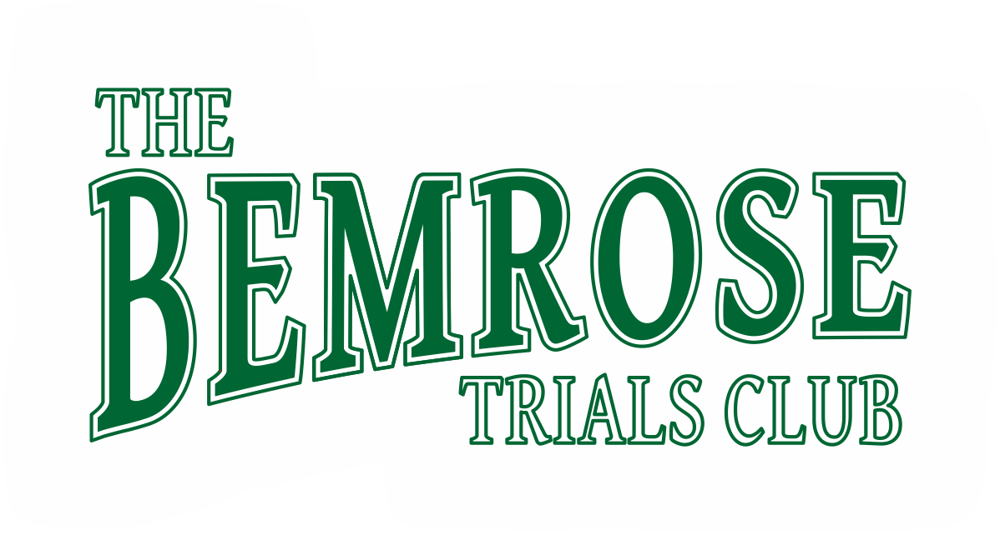 THE
BEMROSE
TRIALS CLUB